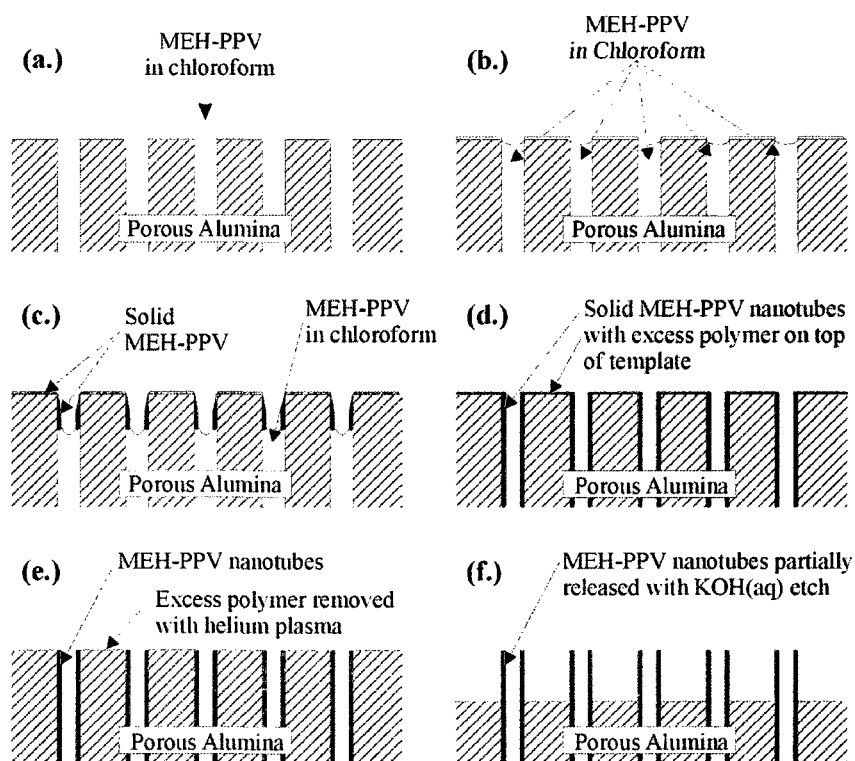 (a.)
MEH-PPV
in chloroform
Porous Alumina
(b.)
MEH-PPV
in Chloroform
Porous Alumina
(c.)
Solid
MEH-PPV
MEH-PPV
in chloroform
Porous Alumina
(d.)
Solid MEH-PPV nanotubes
with excess polymer on top
of template
Porous Alumina
(e.)
MEH-PPV nanotubes
Excess polymer removed
with helium plasma
Porous Alumina
(f.)
MEH-PPV nanotubes partially
released with KOH(aq) etch
Porous Alumina